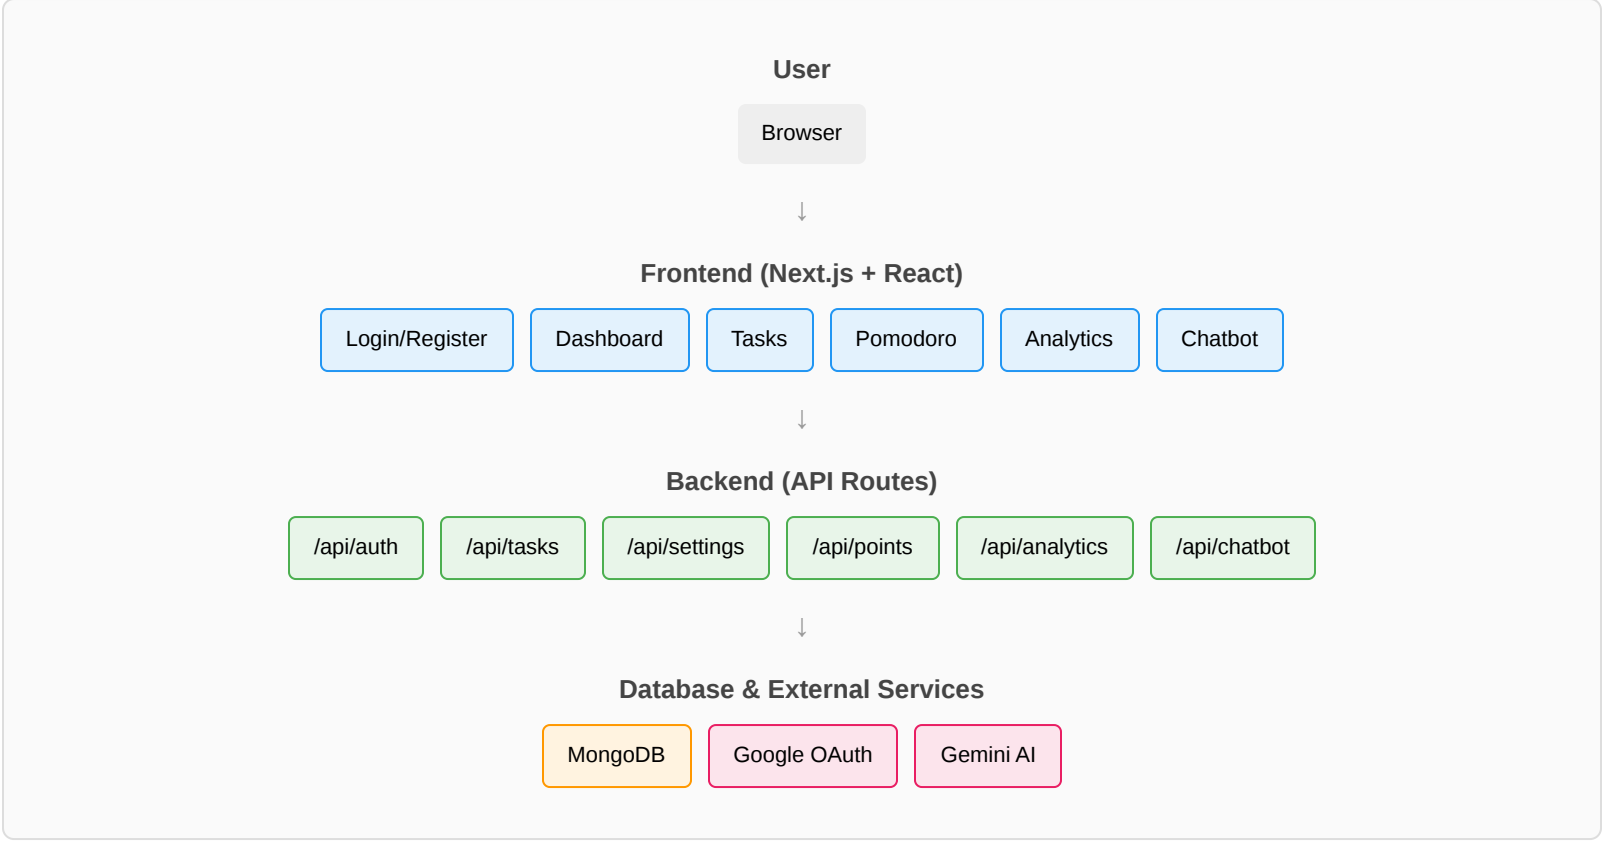 User
Browser
↓
Frontend (Next.js + React)
Login/Register Dashboard Tasks Pomodoro Analytics Chatbot
↓
Backend (API Routes)
/api/auth /api/tasks /api/settings /api/points /api/analytics /api/chatbot
↓
Database & External Services
MongoDB Google OAuth Gemini AI